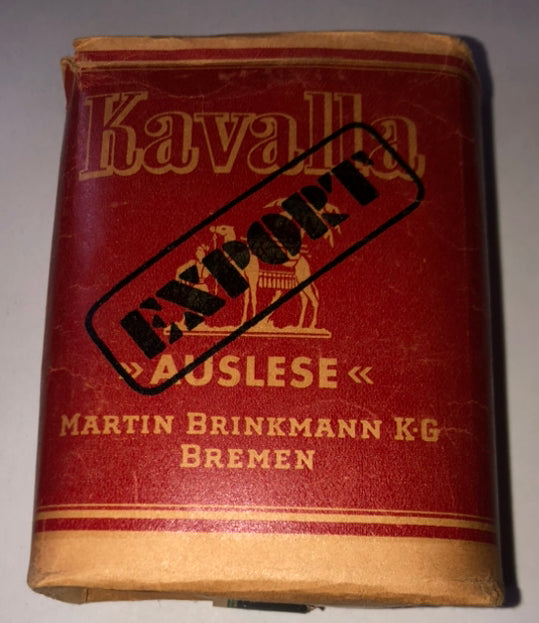 Kavalla
EXPORT
» AUSLESE «
MARTIN BRINKMANN K·G
BREMEN